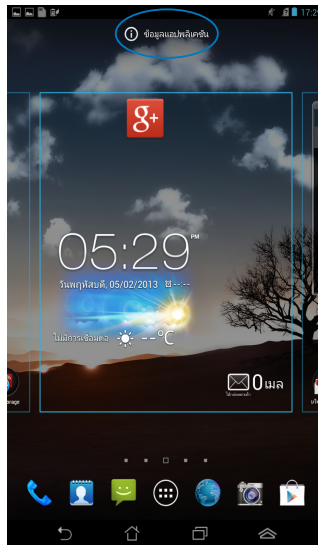 17:29
ข้อมูลแอปพลิเคชัน
g+
05:29 PM
วันพฤหัสบดี, 05/02/2013 --:--
ไม่มีการเชื่อมต่อ --°C
0 เมล